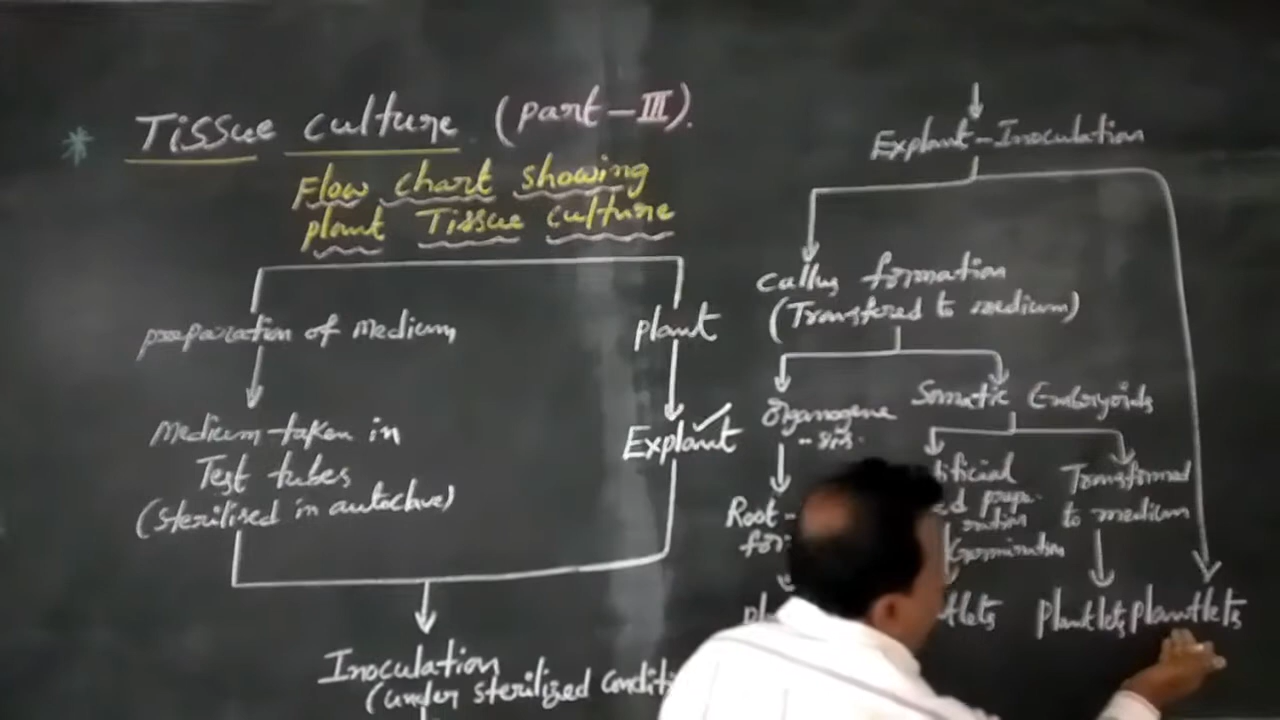 * Tissue culture (part-III).
Flow chart showing
plant Tissue culture
preparation of Medium
Medium taken in
Test tubes
(sterilised in autoclave)
plant
Explant
Inoculation
(under sterilized
Explant-Inoculation
Callus formation
(Transfered to medium)
Organogene
-sis.
Root-
Somatic Embryoids
Germination
Transformed
to medium
plantlets plantlets